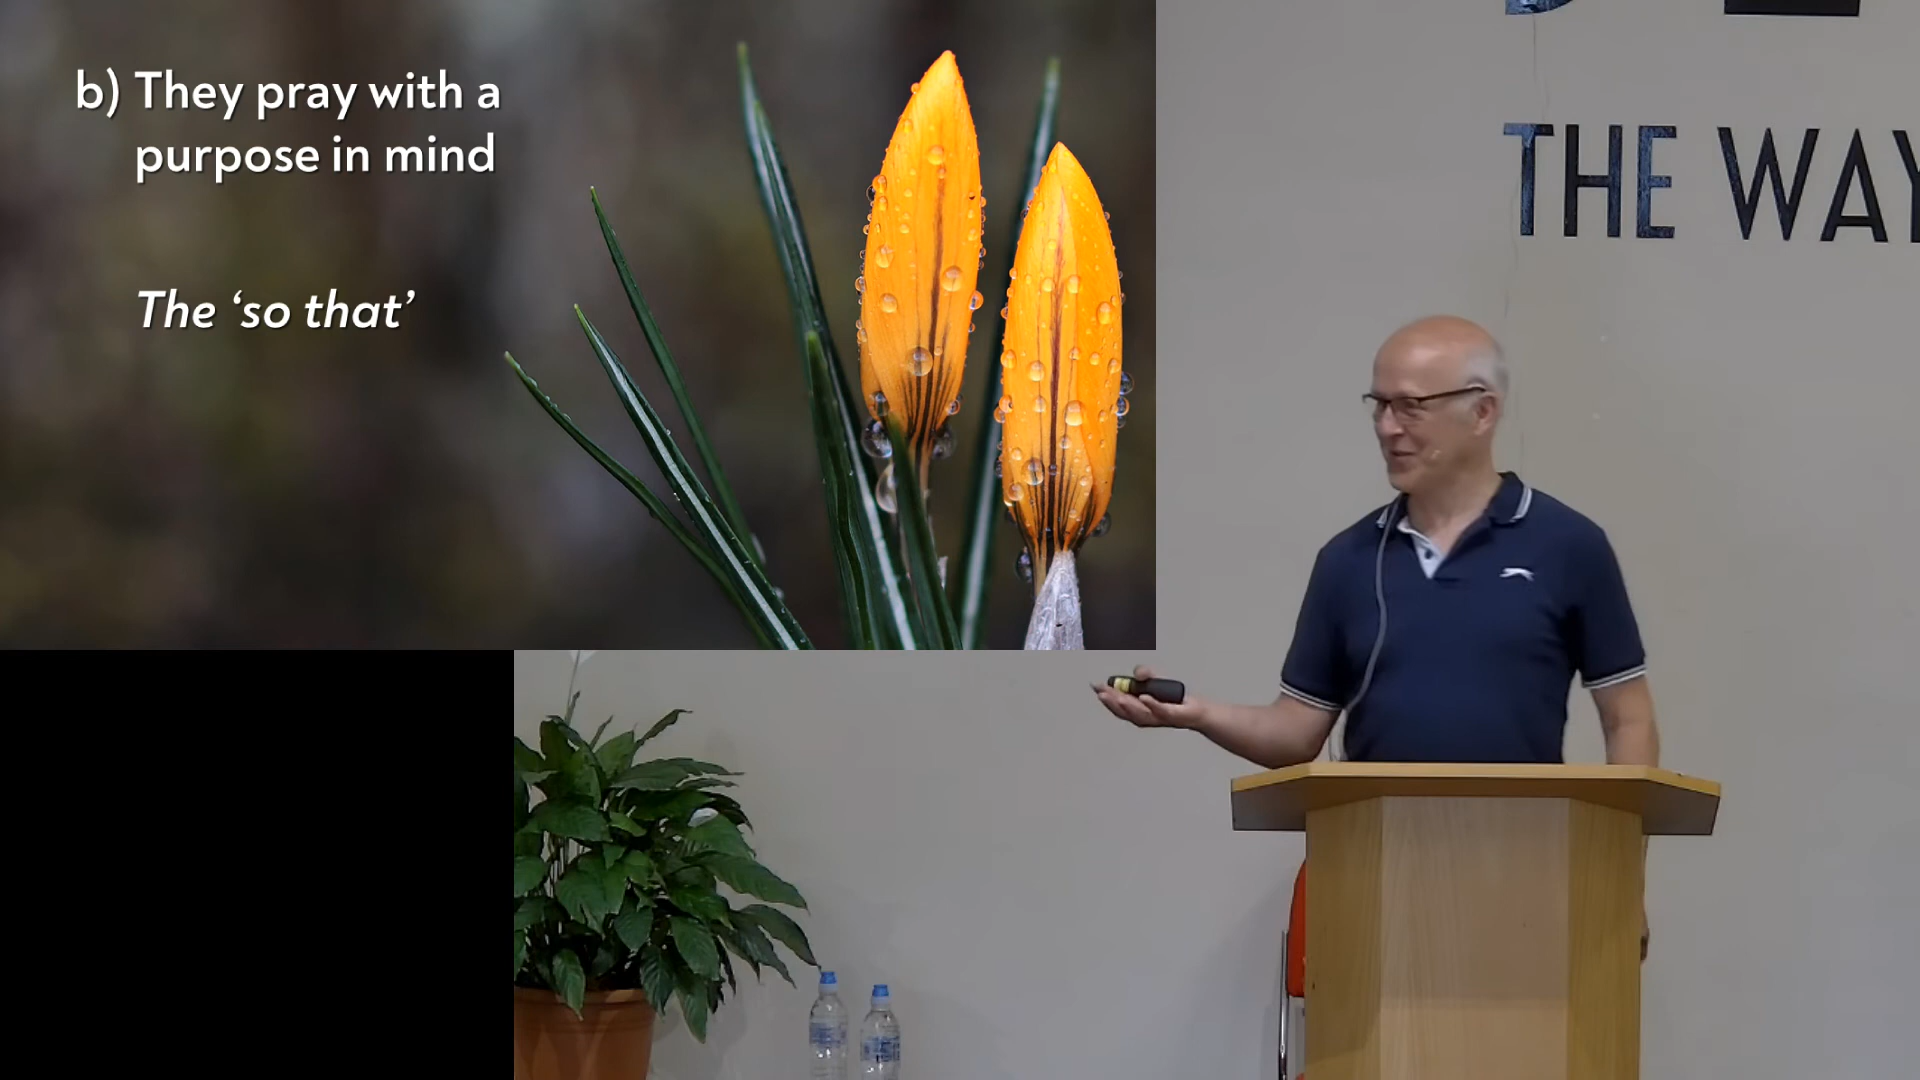 b) They pray with a
purpose in mind
The ‘so that’
THE WAY